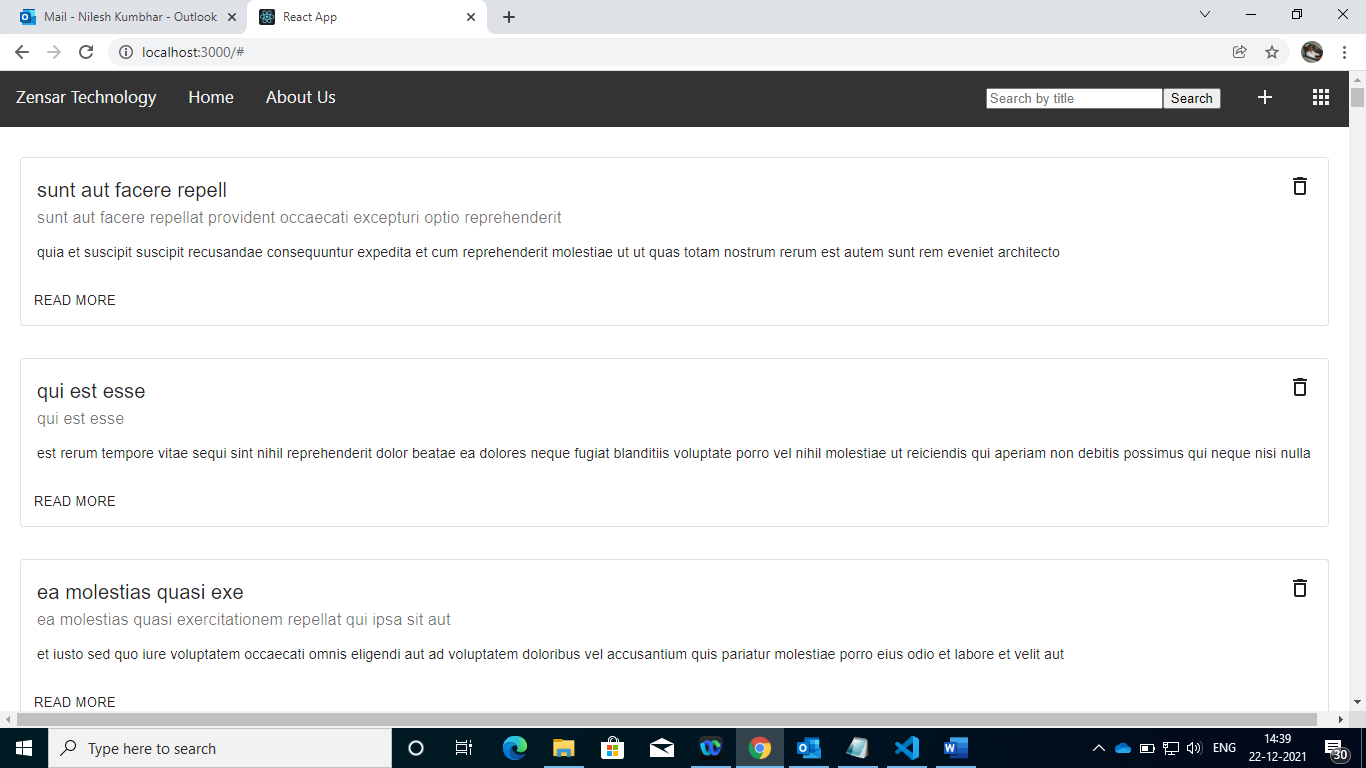 Mail - Nilesh Kumbhar - Outlook
React App
localhost:3000/#
Zensar Technology Home About Us Search by title Search
sunt aut facere repell
sunt aut facere repellat provident occaecati excepturi optio reprehenderit
quia et suscipit suscipit recusandae consequuntur expedita et cum reprehenderit molestiae ut ut quas totam nostrum rerum est autem sunt rem eveniet architecto
READ MORE
qui est esse
qui est esse
est rerum tempore vitae sequi sint nihil reprehenderit dolor beatae ea dolores neque fugiat blanditiis voluptate porro vel nihil molestiae ut reiciendis qui aperiam non debitis possimus qui neque nisi nulla
READ MORE
ea molestias quasi exe
ea molestias quasi exercitationem repellat qui ipsa sit aut
et iusto sed quo iure voluptatem occaecati omnis eligendi aut ad voluptatem doloribus vel accusantium quis pariatur molestiae porro eius odio et labore et velit aut
READ MORE
Type here to search
ENG
14:39
22-12-2021
30